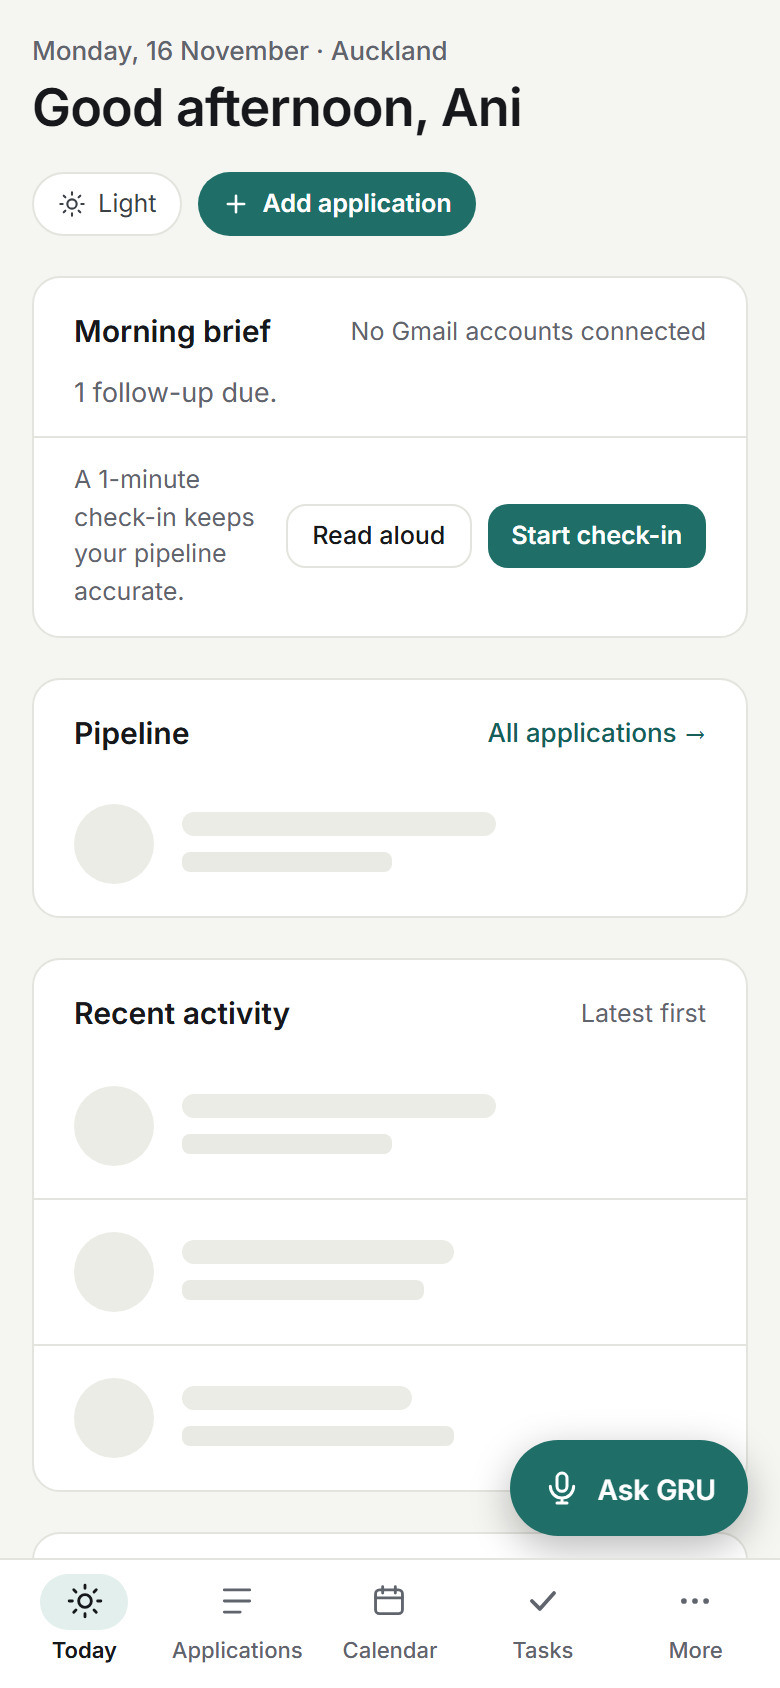 Monday, 16 November · Auckland
Good afternoon, Ani
Light
+ Add application
Morning brief
No Gmail accounts connected
1 follow-up due.
A 1-minute
check-in keeps
your pipeline
accurate.
Read aloud
Start check-in
Pipeline
All applications →
Recent activity
Latest first
Ask GRU
Today
Applications
Calendar
Tasks
More